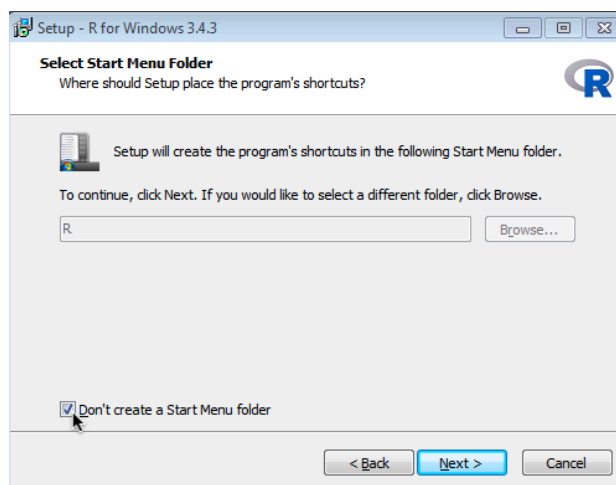 Setup - R for Windows 3.4.3
Select Start Menu Folder
Where should Setup place the program's shortcuts?
R
Setup will create the program's shortcuts in the following Start Menu folder.
To continue, click Next. If you would like to select a different folder, click Browse.
R
Browse...
Don't create a Start Menu folder
< Back
Next >
Cancel